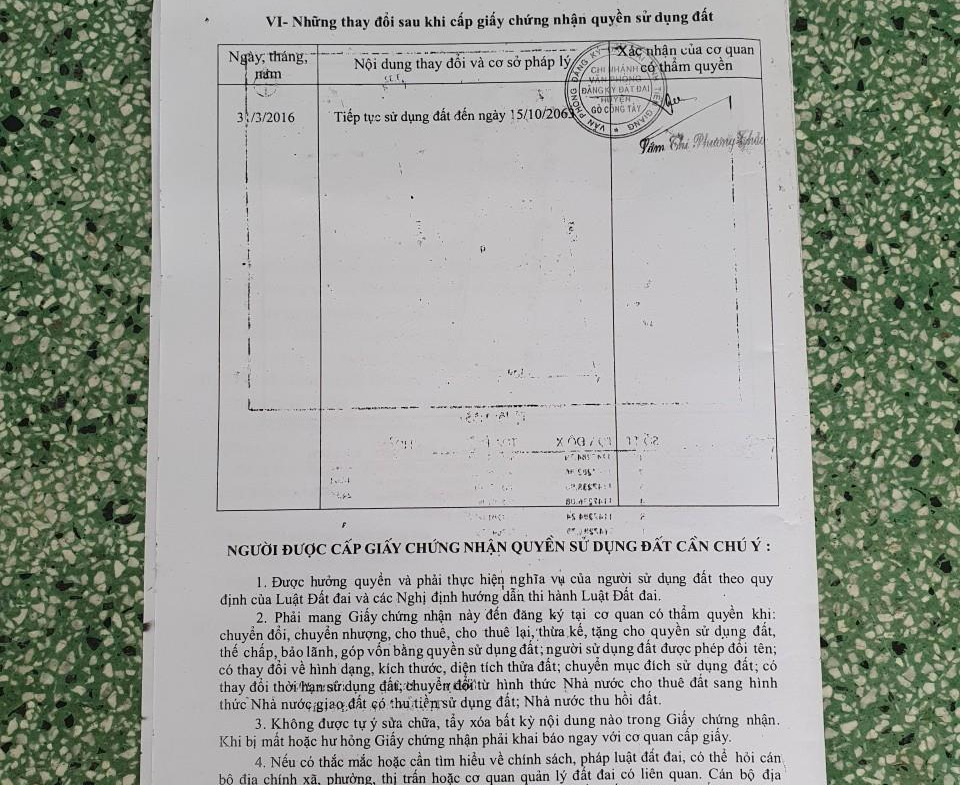 VI- Những thay đổi sau khi cấp giấy chứng nhận quyền sử dụng đất
Ngày, tháng, năm
Nội dung thay đổi và cơ sở pháp lý
Xác nhận của cơ quan có thẩm quyền
31/3/2016
Tiếp tục sử dụng đất đến ngày 15/10/2063
CHI NHÁNH
VĂN PHÒNG
ĐĂNG KÝ ĐẤT ĐAI
HUYỆN
GÒ CÔNG TÂY
VĂN PHÒNG ĐĂNG KÝ
TIỀN GIANG
NGƯỜI ĐƯỢC CẤP GIẤY CHỨNG NHẬN QUYỀN SỬ DỤNG ĐẤT CẦN CHÚ Ý :
1. Được hưởng quyền và phải thực hiện nghĩa vụ của người sử dụng đất theo quy
định của Luật Đất đai và các Nghị định hướng dẫn thi hành Luật Đất đai.
2. Phải mang Giấy chứng nhận này đến đăng ký tại cơ quan có thẩm quyền khi:
chuyển đổi, chuyển nhượng, cho thuê, cho thuê lại, thừa kế, tặng cho quyền sử dụng đất,
thế chấp, bảo lãnh, góp vốn bằng quyền sử dụng đất; người sử dụng đất được phép đổi tên;
có thay đổi về hình dạng, kích thước, diện tích thửa đất; chuyển mục đích sử dụng đất; có
thay đổi thời hạn sử dụng đất; chuyển đổi từ hình thức Nhà nước cho thuê đất sang hình
thức Nhà nước giao đất có thu tiền sử dụng đất; Nhà nước thu hồi đất.
3. Không được tự ý sửa chữa, tẩy xóa bất kỳ nội dung nào trong Giấy chứng nhận.
Khi bị mất hoặc hư hỏng Giấy chứng nhận phải khai báo ngay với cơ quan cấp giấy.
4. Nếu có thắc mắc hoặc cần tìm hiểu về chính sách, pháp luật đất đai, có thể hỏi cán
bộ địa chính xã, phường, thị trấn hoặc cơ quan quản lý đất đai có liên quan. Cán bộ địa